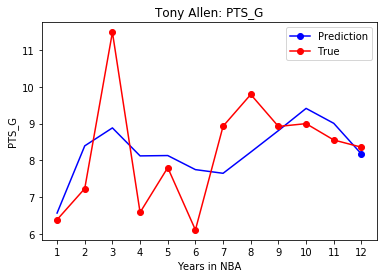 Tony Allen: PTS_G
Prediction
True
PTS_G
11
10
9
8
7
6
1 2 3 4 5 6 7 8 9 10 11 12
Years in NBA